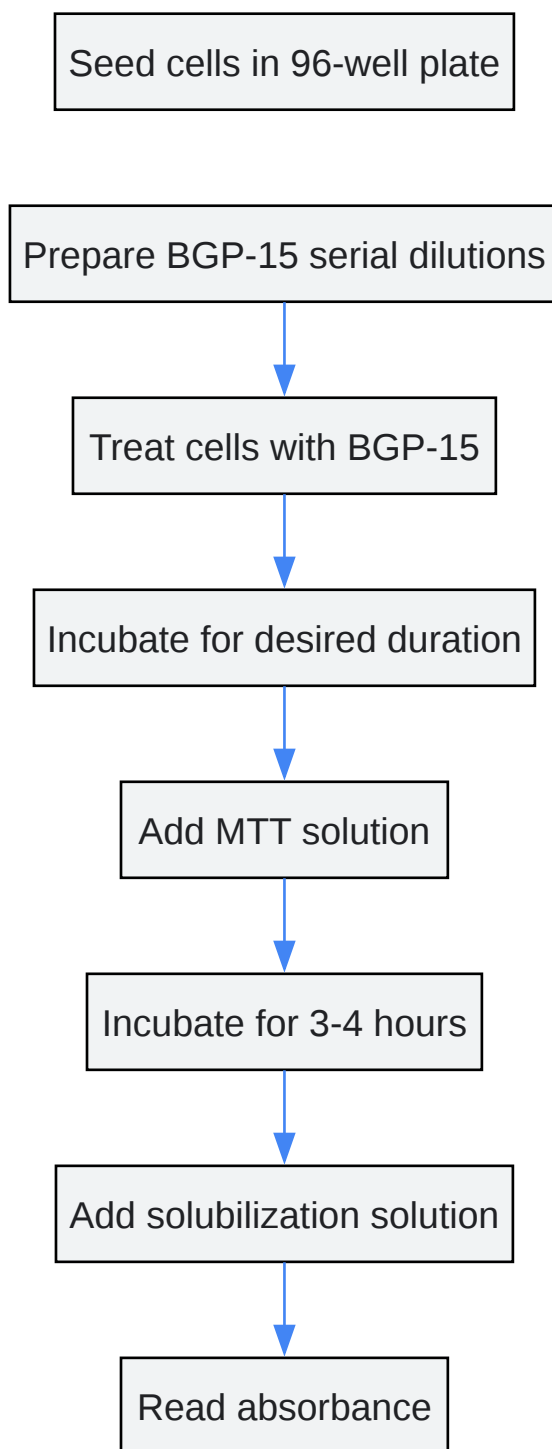 Seed cells in 96-well plate
Prepare BGP-15 serial dilutions
Treat cells with BGP-15
Incubate for desired duration
Add MTT solution
Incubate for 3-4 hours
Add solubilization solution
Read absorbance